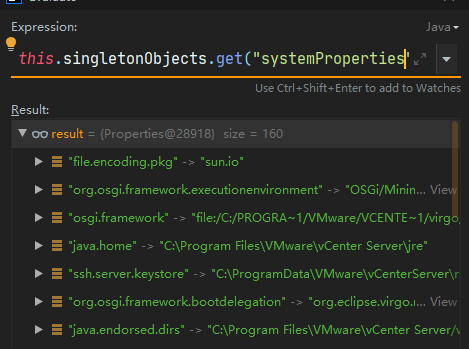 Expression:
Java
this.singletonObjects.get("systemProperties"
Use Ctrl+Shift+Enter to add to Watches
Result:
result = {Properties@28918} size = 160
"file.encoding.pkg" -> "sun.io"
"org.osgi.framework.executionenvironment" -> "OSGi/Minin... View
"osgi.framework" -> "file:/C:/PROGRA~1/VMware/VCENTE~1/virgo
"java.home" -> "C:\Program Files\VMware\vCenter Server\jre"
"ssh.server.keystore" -> "C:\ProgramData\VMware\vCenterServer\
"org.osgi.framework.bootdelegation" -> "org.eclipse.virgo.... View
"java.endorsed.dirs" -> "C:\Program Files\VMware\vCenter Server/v